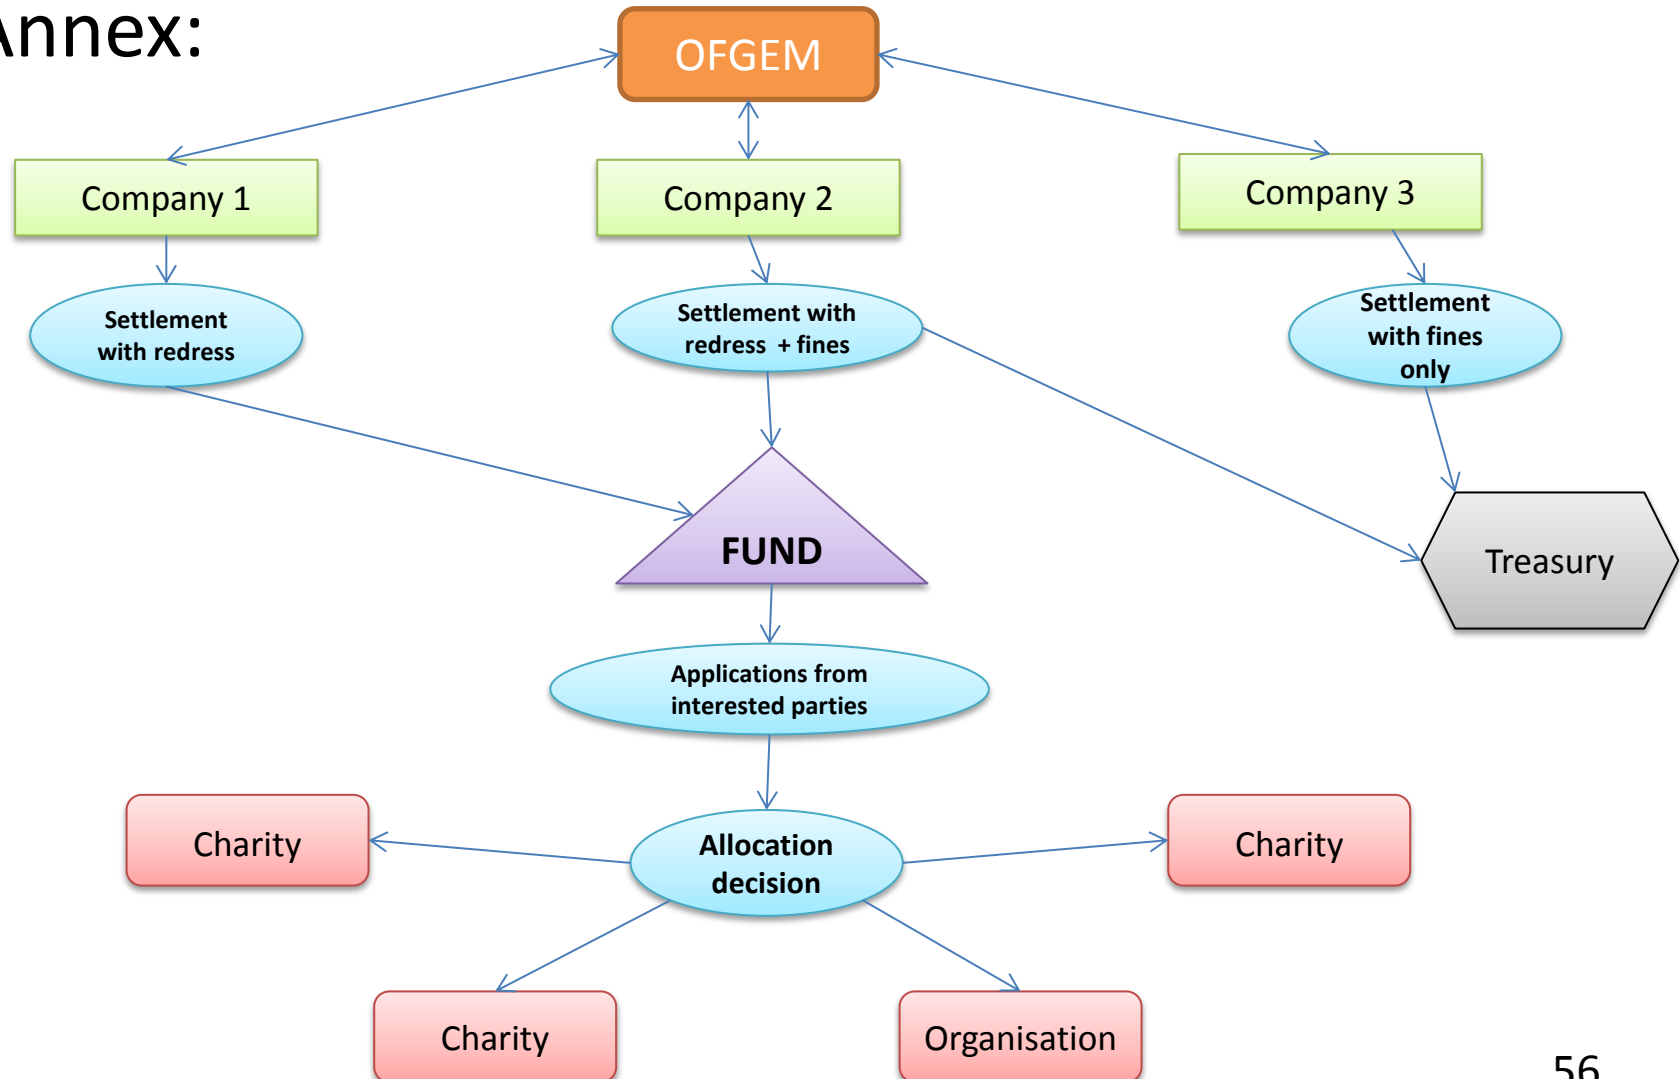 Annex:
OFGEM
Company 1
Company 2
Company 3
Settlement
with redress
Settlement with
redress + fines
Settlement
with fines
only
FUND
Treasury
Applications from
interested parties
Charity
Allocation
decision
Charity
Charity
Organisation
56